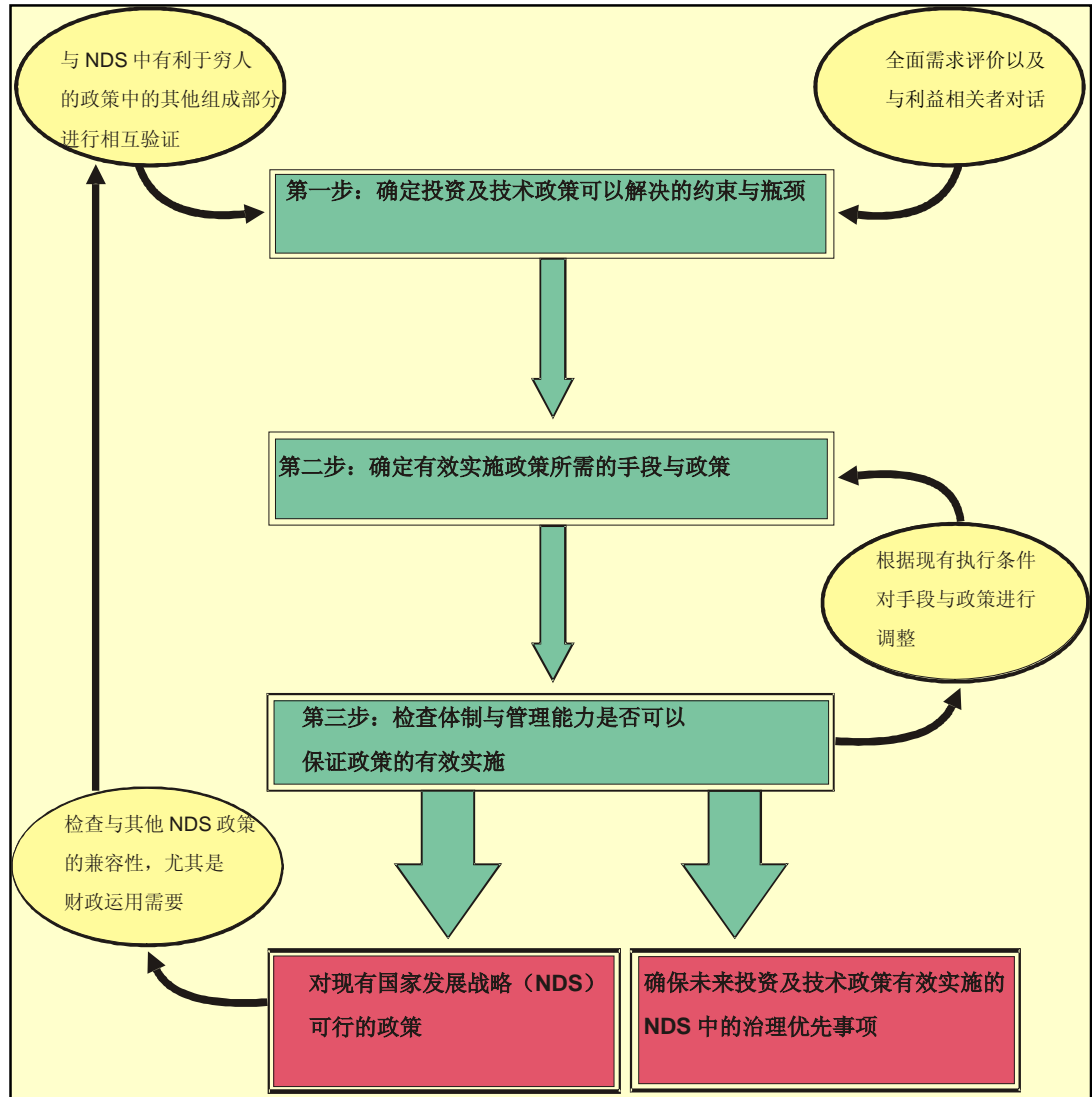 与 NDS 中有利于穷人
的政策中的其他组成部分
进行相互验证
全面需求评价以及
与利益相关者对话
第一步：确定投资及技术政策可以解决的约束与瓶颈
第二步：确定有效实施政策所需的手段与政策
根据现有执行条件
对手段与政策进行
调整
第三步：检查体制与管理能力是否可以
保证政策的有效实施
检查与其他 NDS 政策
的兼容性，尤其是
财政运用需要
对现有国家发展战略（NDS）
可行的政策
确保未来投资及技术政策有效实施的
NDS 中的治理优先事项